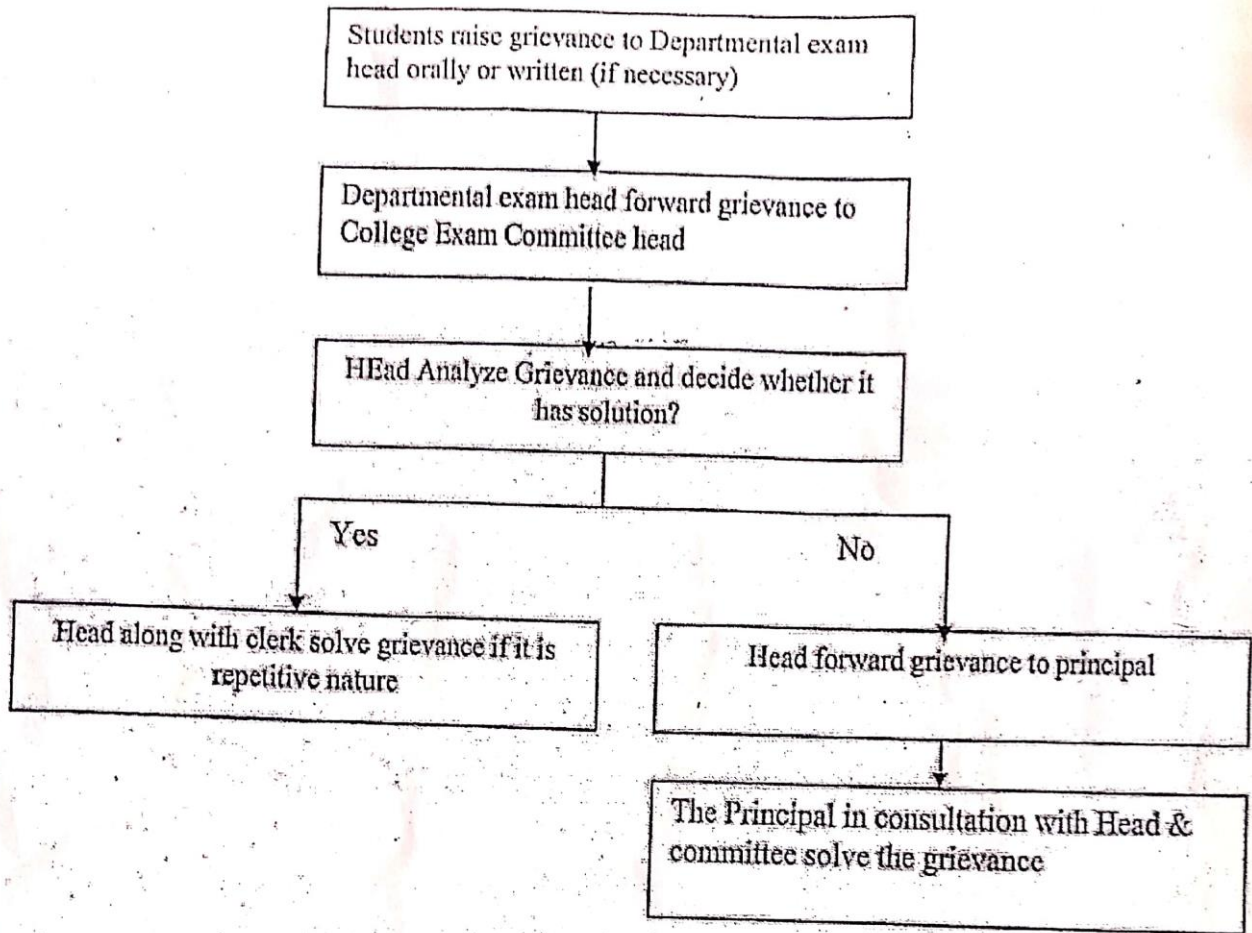 Students raise grievance to Departmental exam
head orally or written (if necessary)
Departmental exam head forward grievance to
College Exam Committee head
HEad Analyze Grievance and decide whether it
has solution?
Yes
No
Head along with clerk solve grievance if it is
repetitive nature
Head forward grievance to principal
The Principal in consultation with Head &
committee solve the grievance